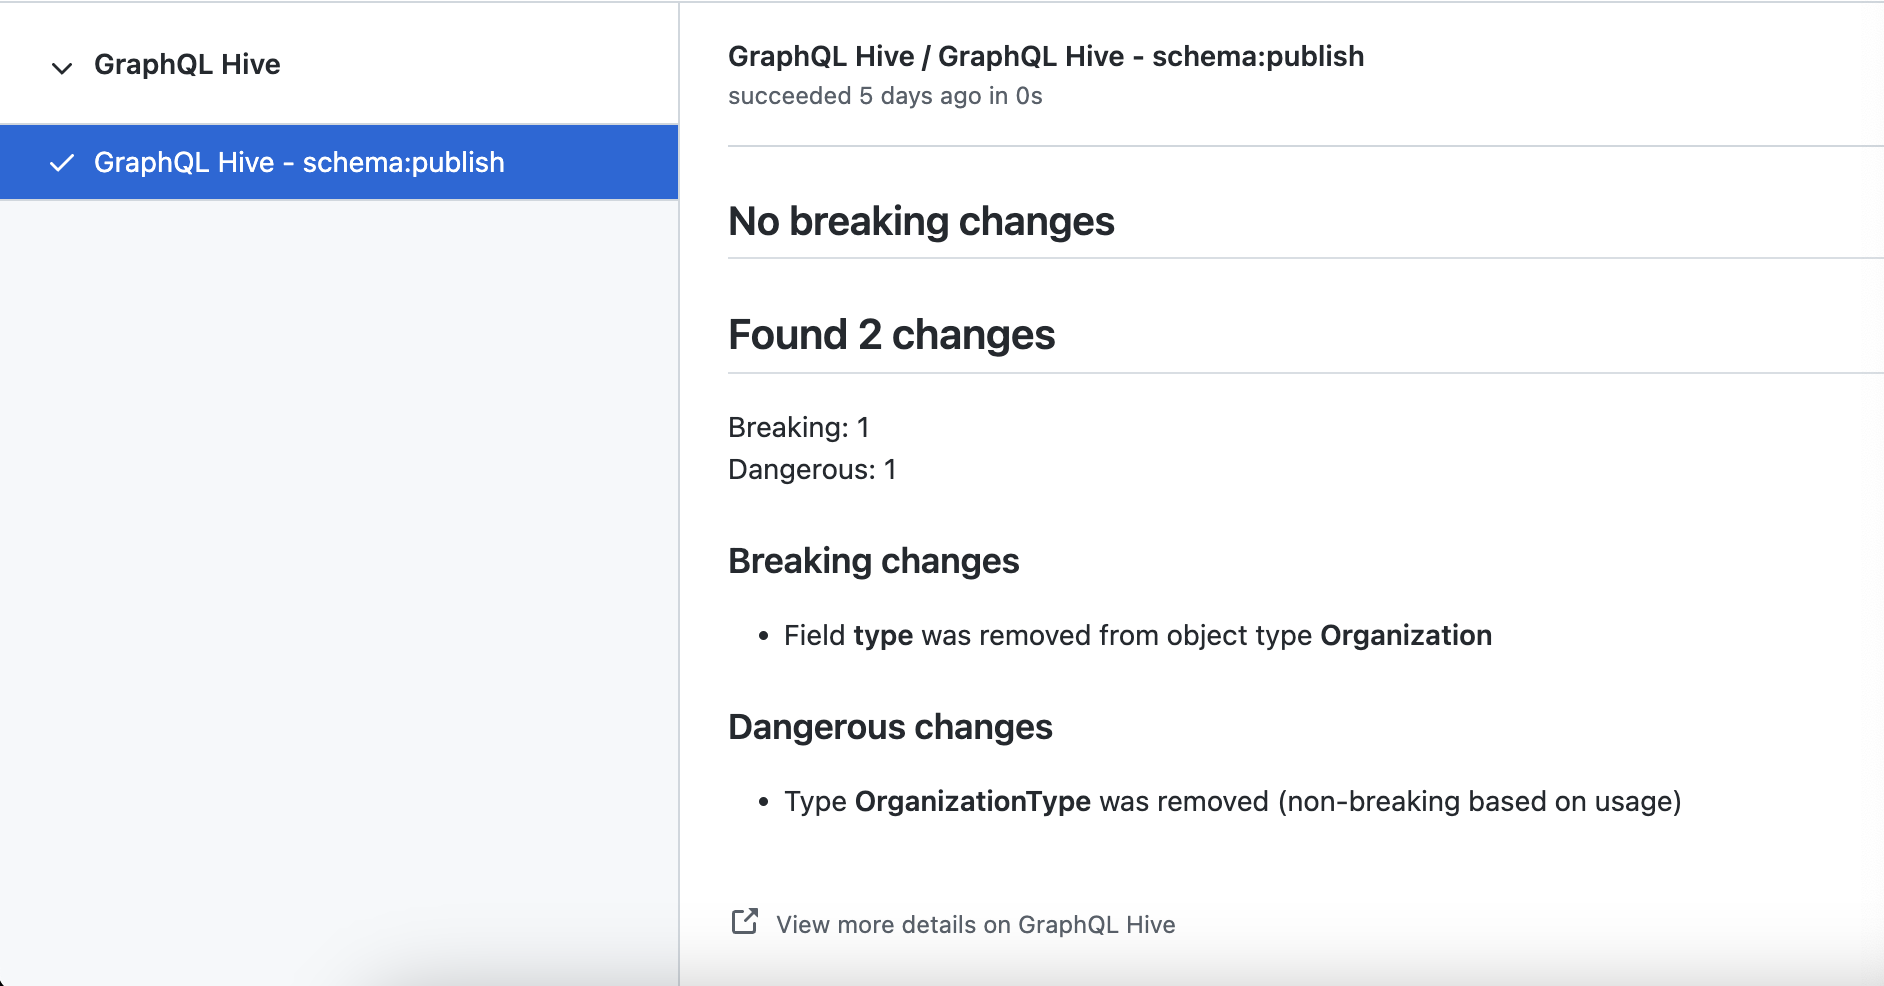 GraphQL Hive
GraphQL Hive - schema:publish
GraphQL Hive / GraphQL Hive - schema:publish
succeeded 5 days ago in 0s
No breaking changes
Found 2 changes
Breaking: 1
Dangerous: 1
Breaking changes
• Field type was removed from object type Organization
Dangerous changes
• Type OrganizationType was removed (non-breaking based on usage)
View more details on GraphQL Hive